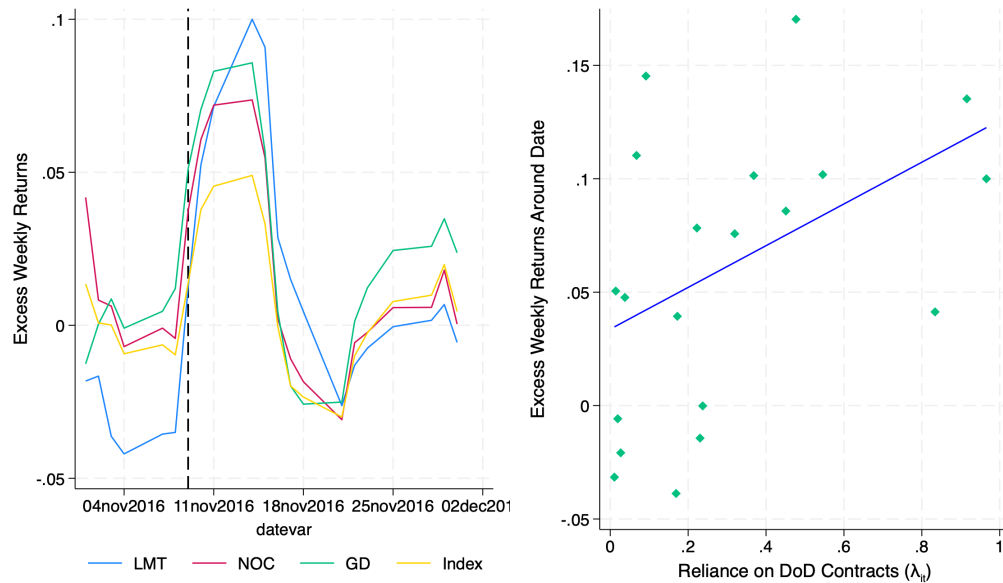 Excess Weekly Returns
.1
.05
0
-.05
04nov2016 11nov2016 18nov2016 25nov2016 02dec201
datevar
LMT NOC GD Index
Excess Weekly Returns Around Date
.15
.1
.05
0
-.05
0 .2 .4 .6 .8 1
Reliance on DoD Contracts (λit)